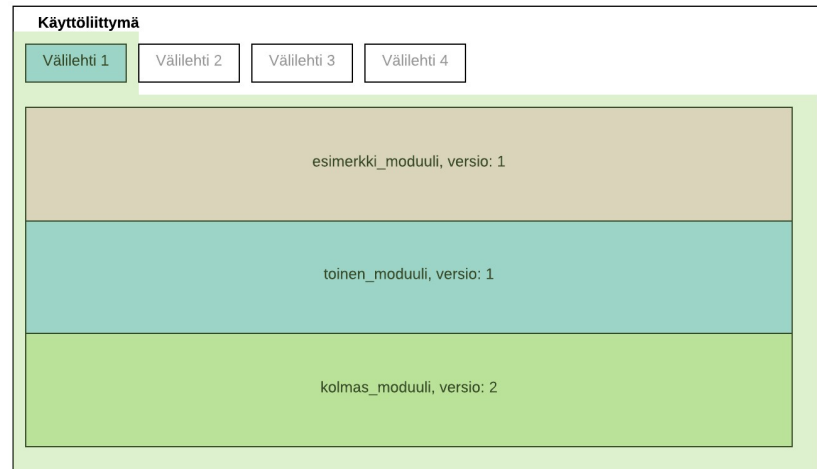 Käyttöliittymä
Välilehti 1 Välilehti 2 Välilehti 3 Välilehti 4
esimerkki_moduuli, versio: 1
toinen_moduuli, versio: 1
kolmas_moduuli, versio: 2